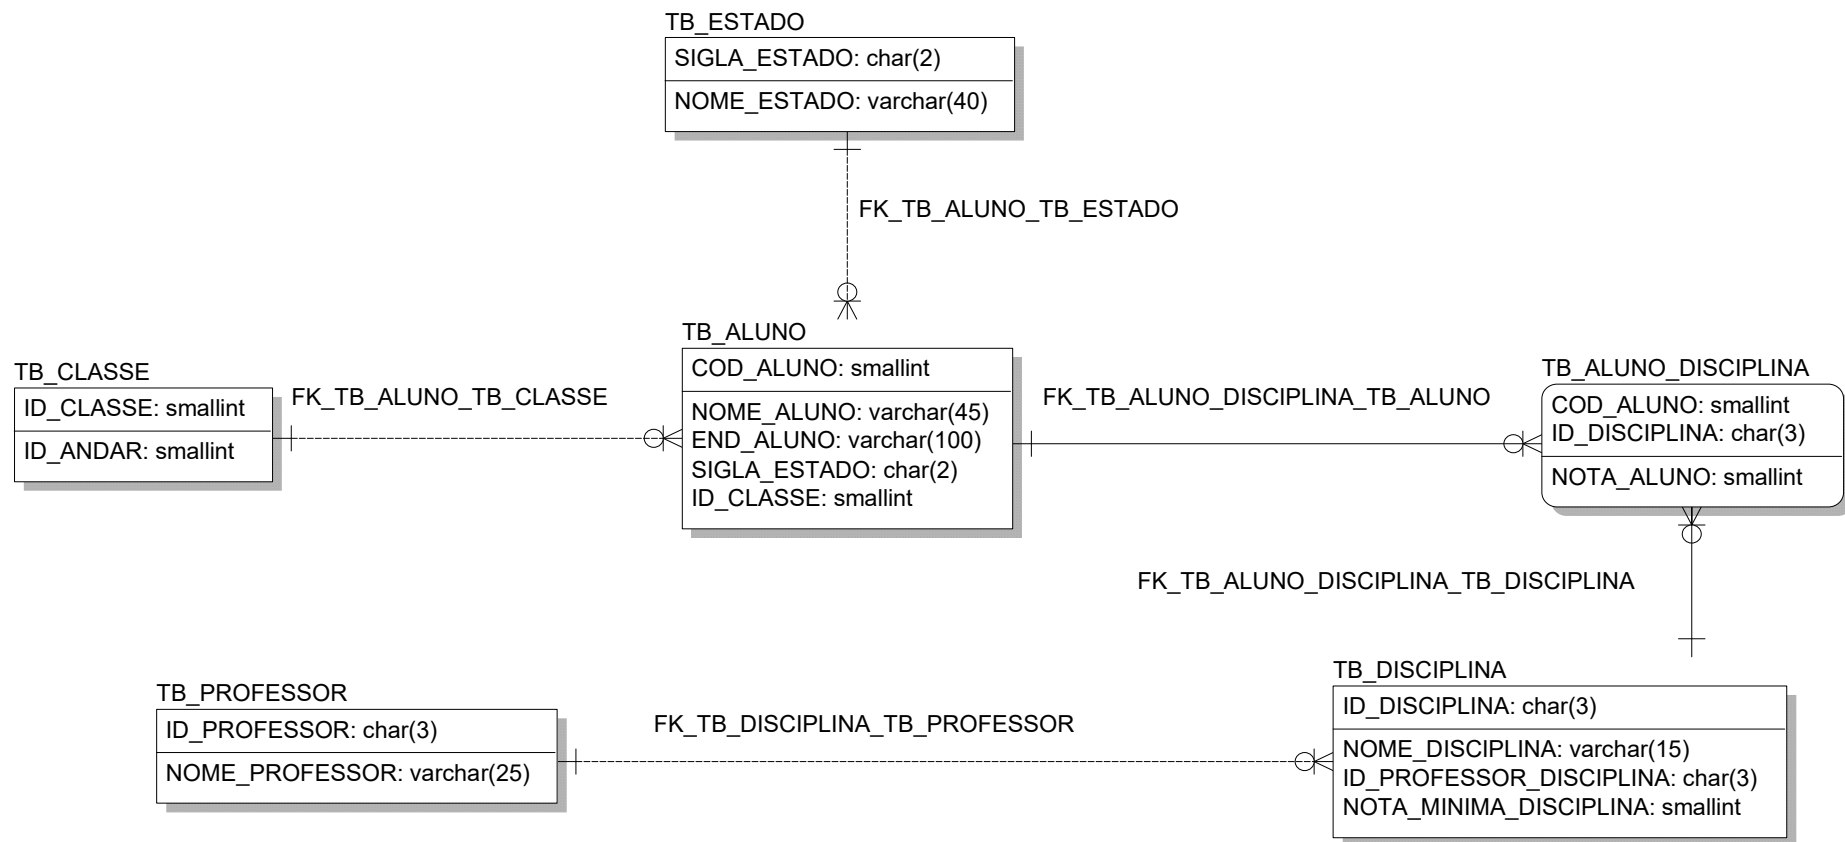 TB_ESTADO
SIGLA_ESTADO: char(2)
NOME_ESTADO: varchar(40)
FK_TB_ALUNO_TB_ESTADO
TB_CLASSE
ID_CLASSE: smallint
ID_ANDAR: smallint
FK_TB_ALUNO_TB_CLASSE
TB_ALUNO
COD_ALUNO: smallint
NOME_ALUNO: varchar(45)
END_ALUNO: varchar(100)
SIGLA_ESTADO: char(2)
ID_CLASSE: smallint
FK_TB_ALUNO_DISCIPLINA_TB_ALUNO
TB_ALUNO_DISCIPLINA
COD_ALUNO: smallint
ID_DISCIPLINA: char(3)
NOTA_ALUNO: smallint
FK_TB_ALUNO_DISCIPLINA_TB_DISCIPLINA
TB_PROFESSOR
ID_PROFESSOR: char(3)
NOME_PROFESSOR: varchar(25)
FK_TB_DISCIPLINA_TB_PROFESSOR
TB_DISCIPLINA
ID_DISCIPLINA: char(3)
NOME_DISCIPLINA: varchar(15)
ID_PROFESSOR_DISCIPLINA: char(3)
NOTA_MINIMA_DISCIPLINA: smallint